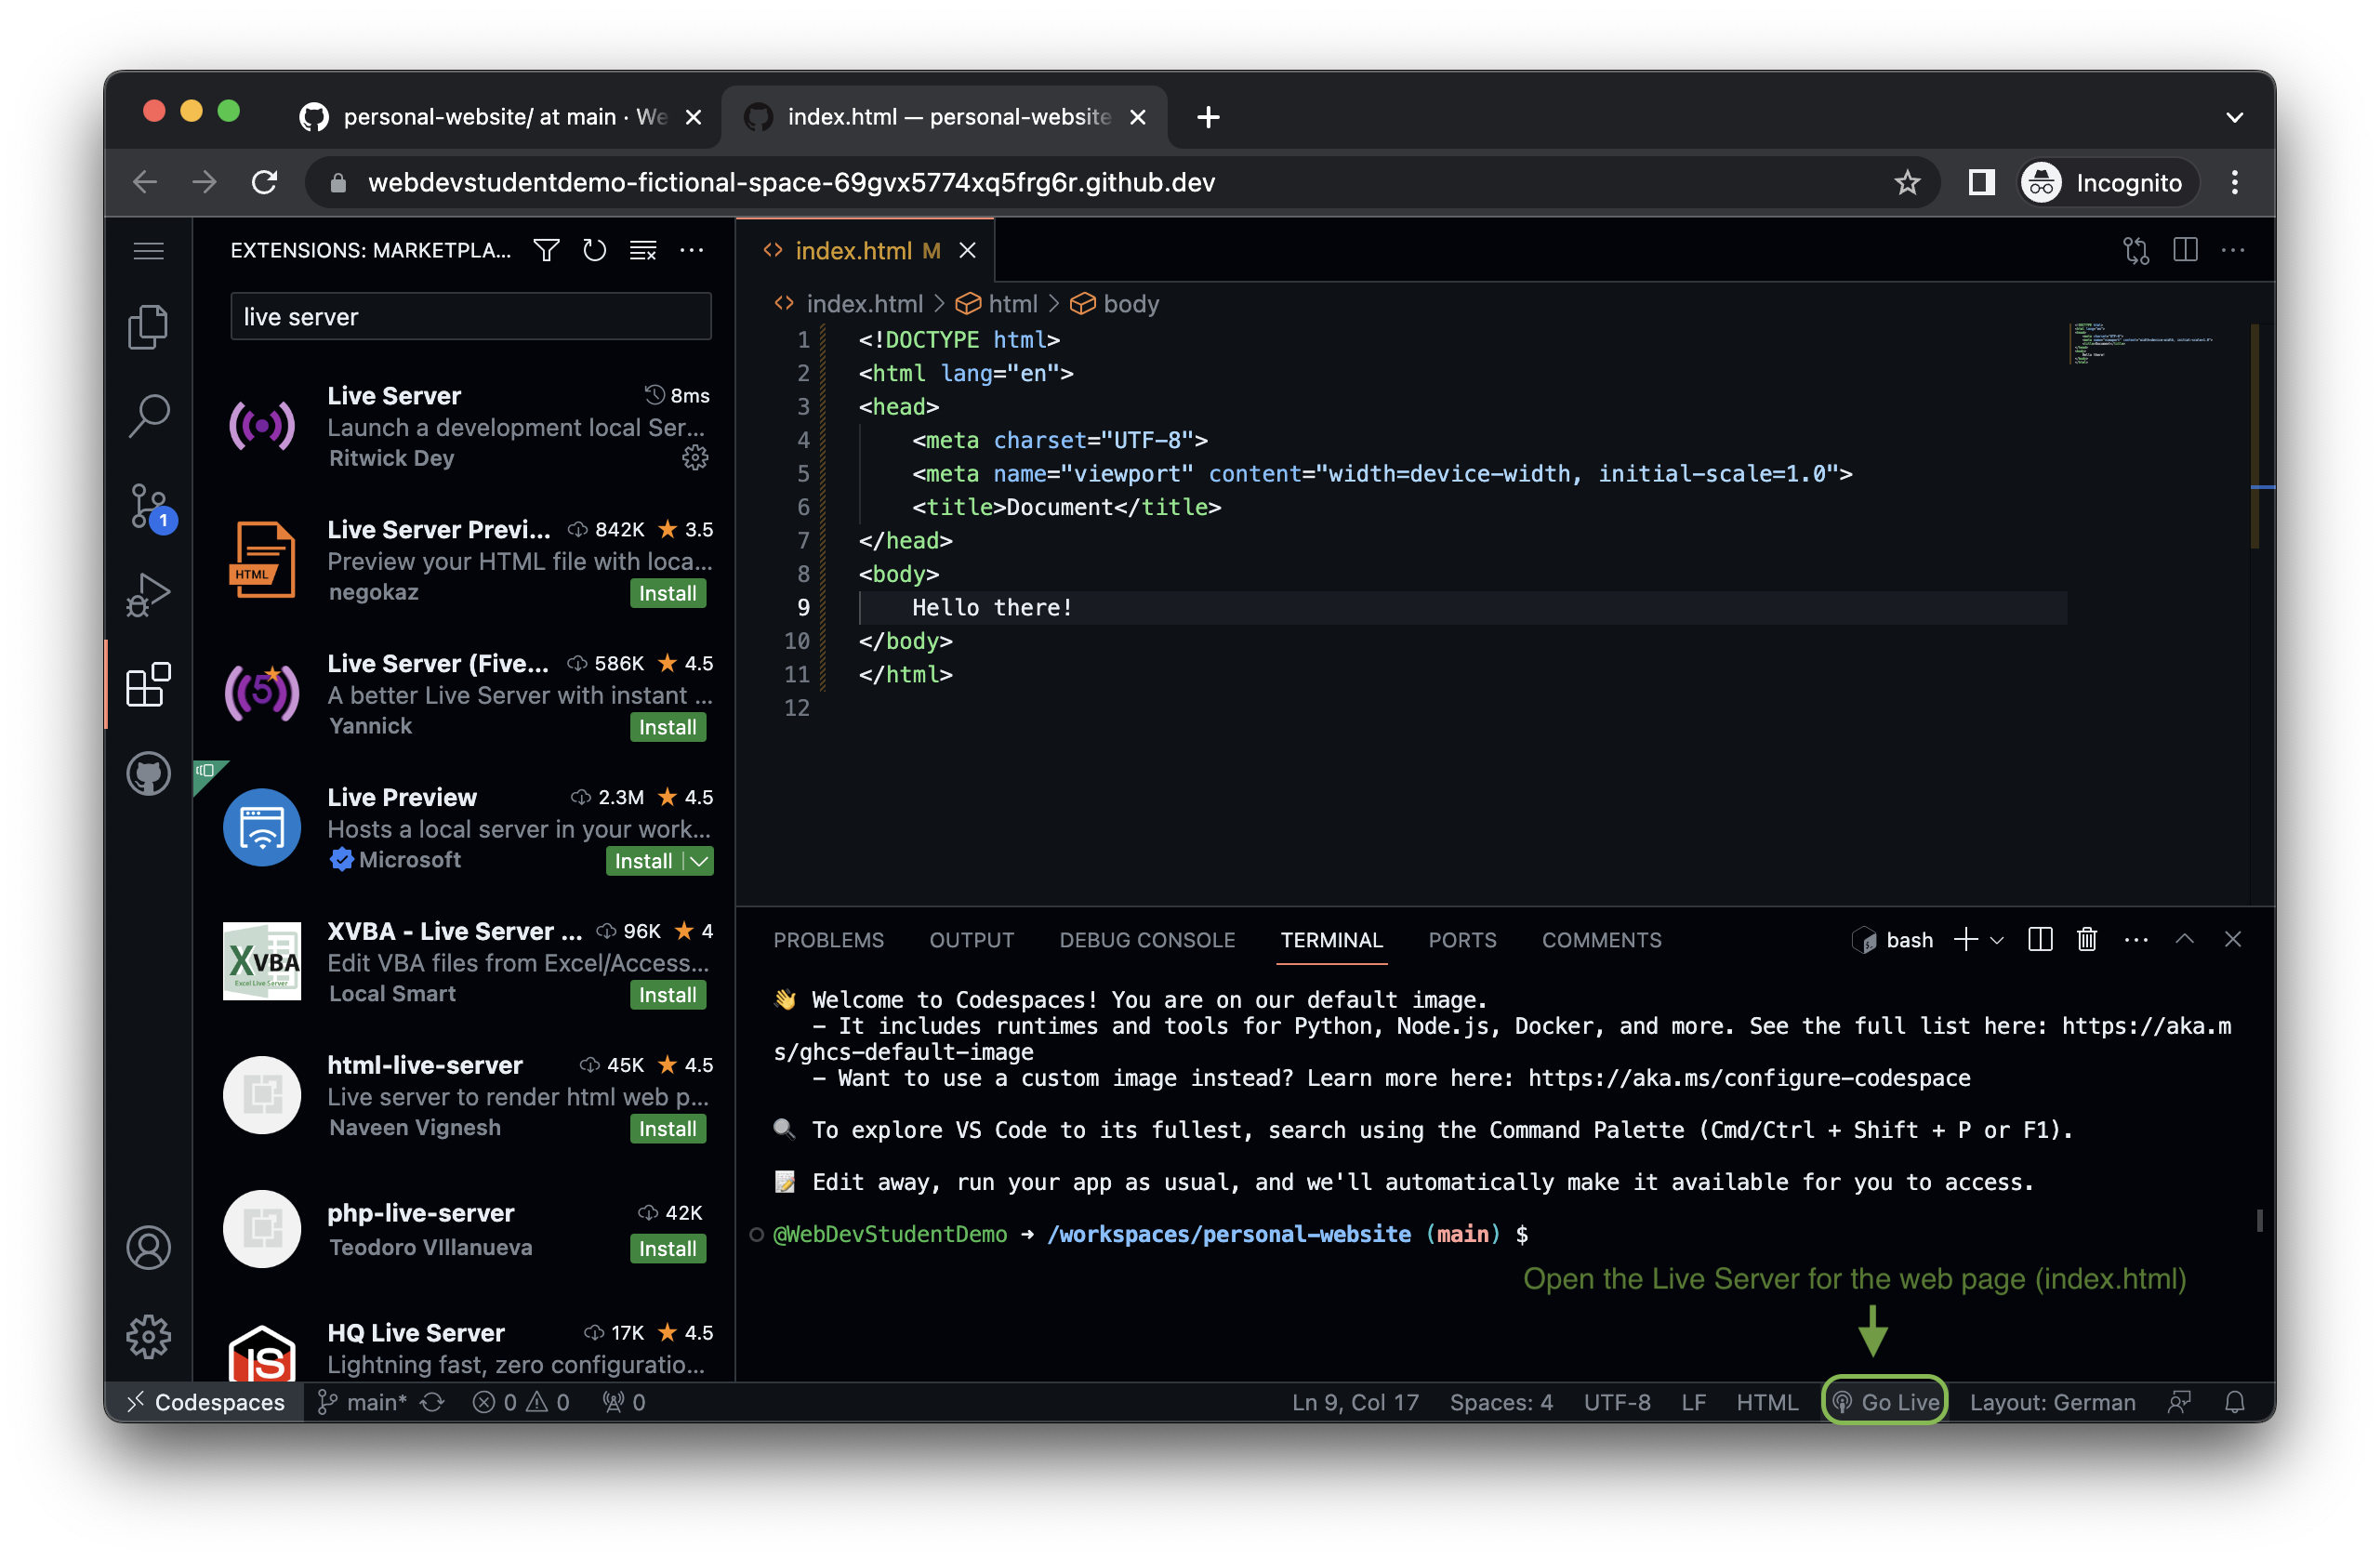 personal-website/ at main · We
index.html — personal-website
webdevstudentdemo-fictional-space-69gvx5774xq5frg6r.github.dev
Incognito
EXTENSIONS: MARKETPLA...
live server
Live Server 8ms
Launch a development local Ser...
Ritwick Dey
Live Server Previ... 842K ★ 3.5
Preview your HTML file with loca...
HTML
negokaz Install
Live Server (Five... 586K ★ 4.5
A better Live Server with instant ...
5
Yannick Install
Live Preview 2.3M ★ 4.5
Hosts a local server in your work...
Microsoft Install
XVBA - Live Server ... 96K ★ 4
Edit VBA files from Excel/Access...
XVBA
Excel Live Server
Local Smart Install
html-live-server 45K ★ 4.5
Live server to render html web p...
Naveen Vignesh Install
php-live-server 42K
Teodoro VIllanueva Install
HQ Live Server 17K ★ 4.5
Lightning fast, zero configuratio...
JS
1
index.html M
index.html > html > body
1 <!DOCTYPE html>
2 <html lang="en">
3 <head>
4 <meta charset="UTF-8">
5 <meta name="viewport" content="width=device-width, initial-scale=1.0">
6 <title>Document</title>
7 </head>
8 <body>
9 Hello there!
10 </body>
11 </html>
12
PROBLEMS OUTPUT DEBUG CONSOLE TERMINAL PORTS COMMENTS bash
👋 Welcome to Codespaces! You are on our default image.
- It includes runtimes and tools for Python, Node.js, Docker, and more. See the full list here: https://aka.m
s/ghcs-default-image
- Want to use a custom image instead? Learn more here: https://aka.ms/configure-codespace
🔍 To explore VS Code to its fullest, search using the Command Palette (Cmd/Ctrl + Shift + P or F1).
📝 Edit away, run your app as usual, and we'll automatically make it available for you to access.
@WebDevStudentDemo ➜ /workspaces/personal-website (main) $
Open the Live Server for the web page (index.html)
Codespaces main* 0 0 0 Ln 9, Col 17 Spaces: 4 UTF-8 LF HTML Go Live Layout: German